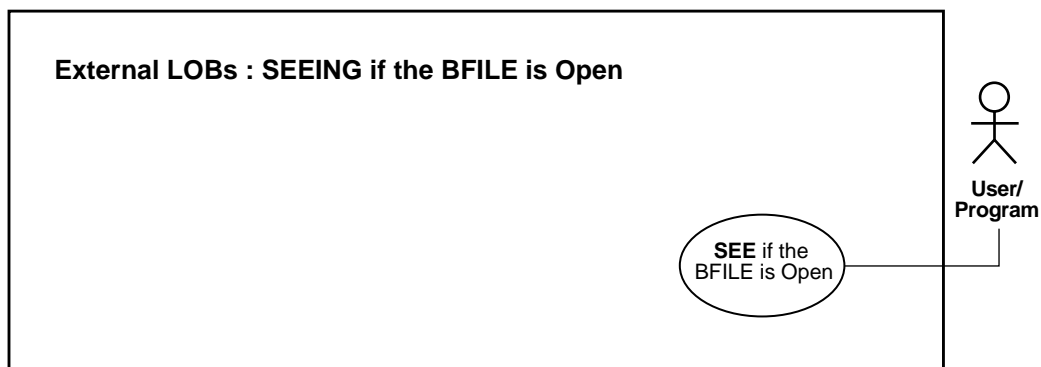 External LOBs : SEEING if the BFILE is Open
User/
Program
SEE if the
BFILE is Open